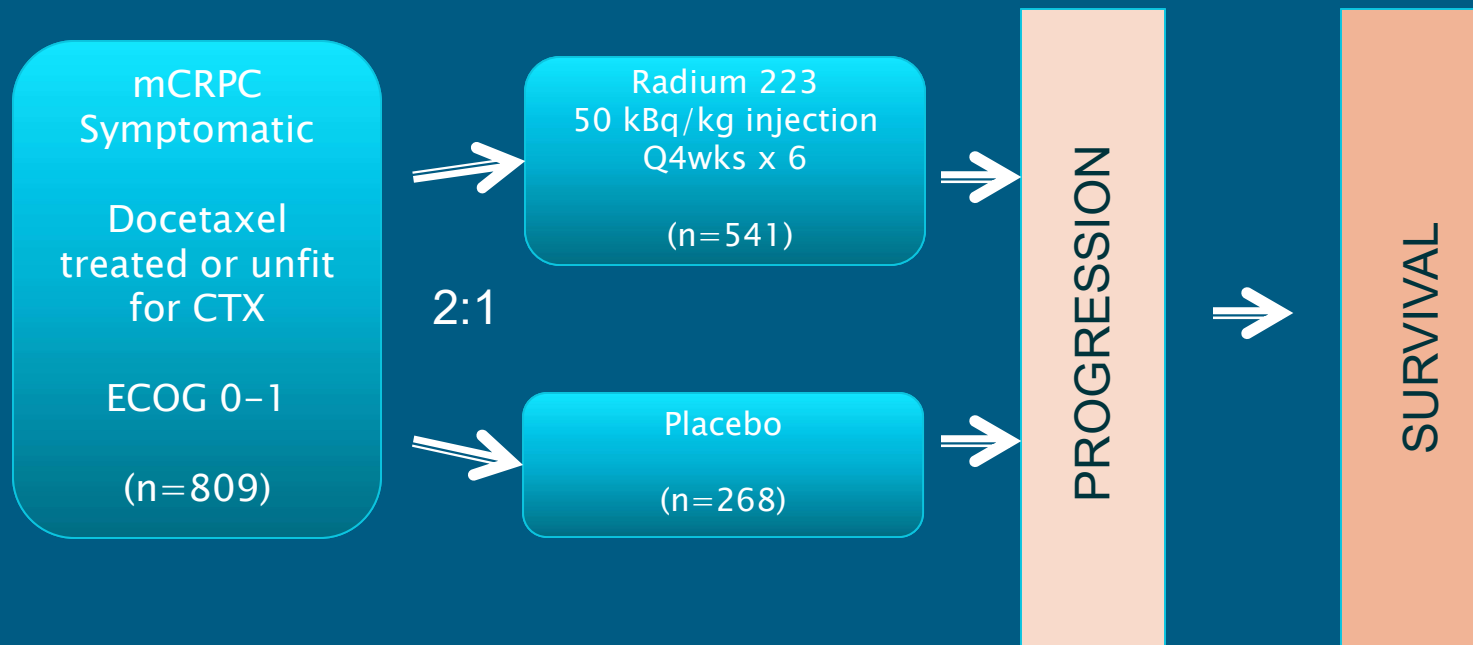 mCRPC
Symptomatic
Docetaxel
treated or unfit
for CTX
ECOG 0-1
(n=809)
2:1
Radium 223
50 kBq/kg injection
Q4wks x 6
(n=541)
Placebo
(n=268)
PROGRESSION
SURVIVAL